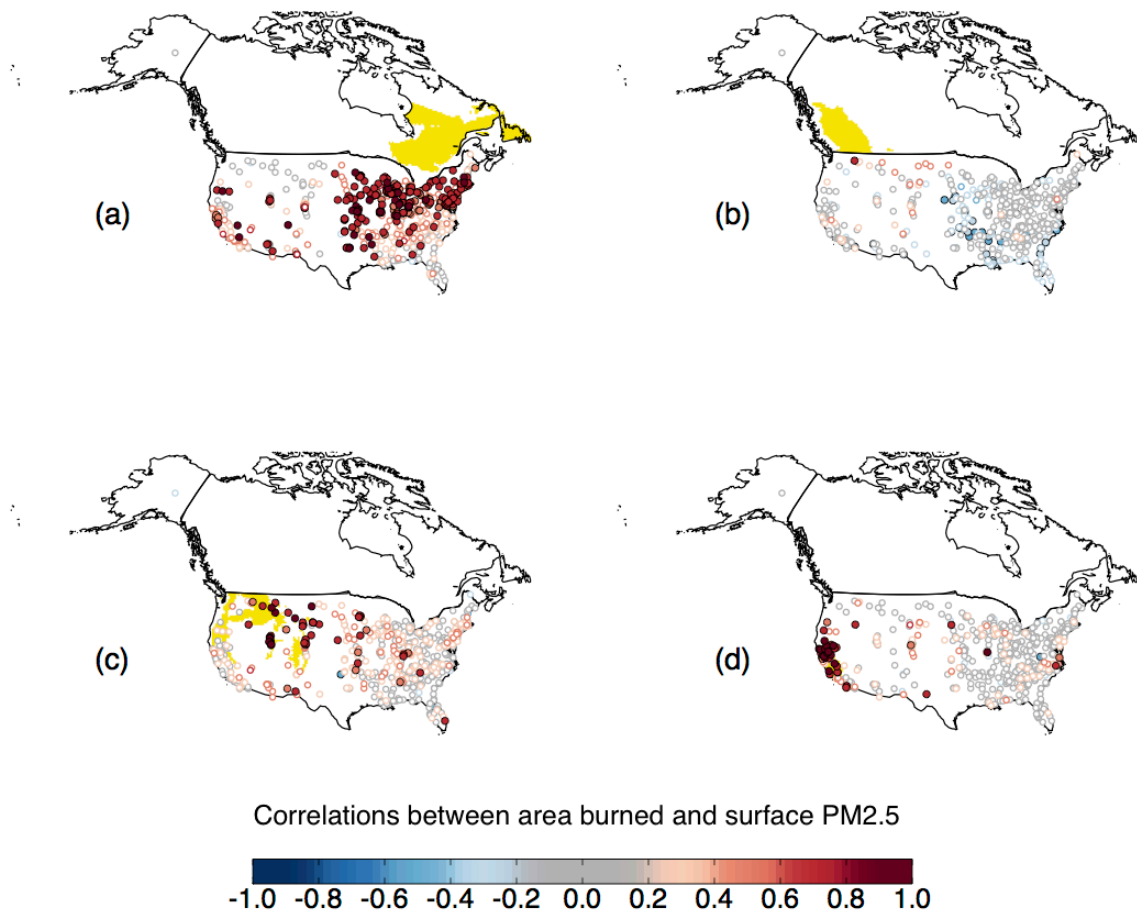 (a)
(b)
(c)
(d)
Correlations between area burned and surface PM2.5
-1.0 -0.8 -0.6 -0.4 -0.2 0.0 0.2 0.4 0.6 0.8 1.0